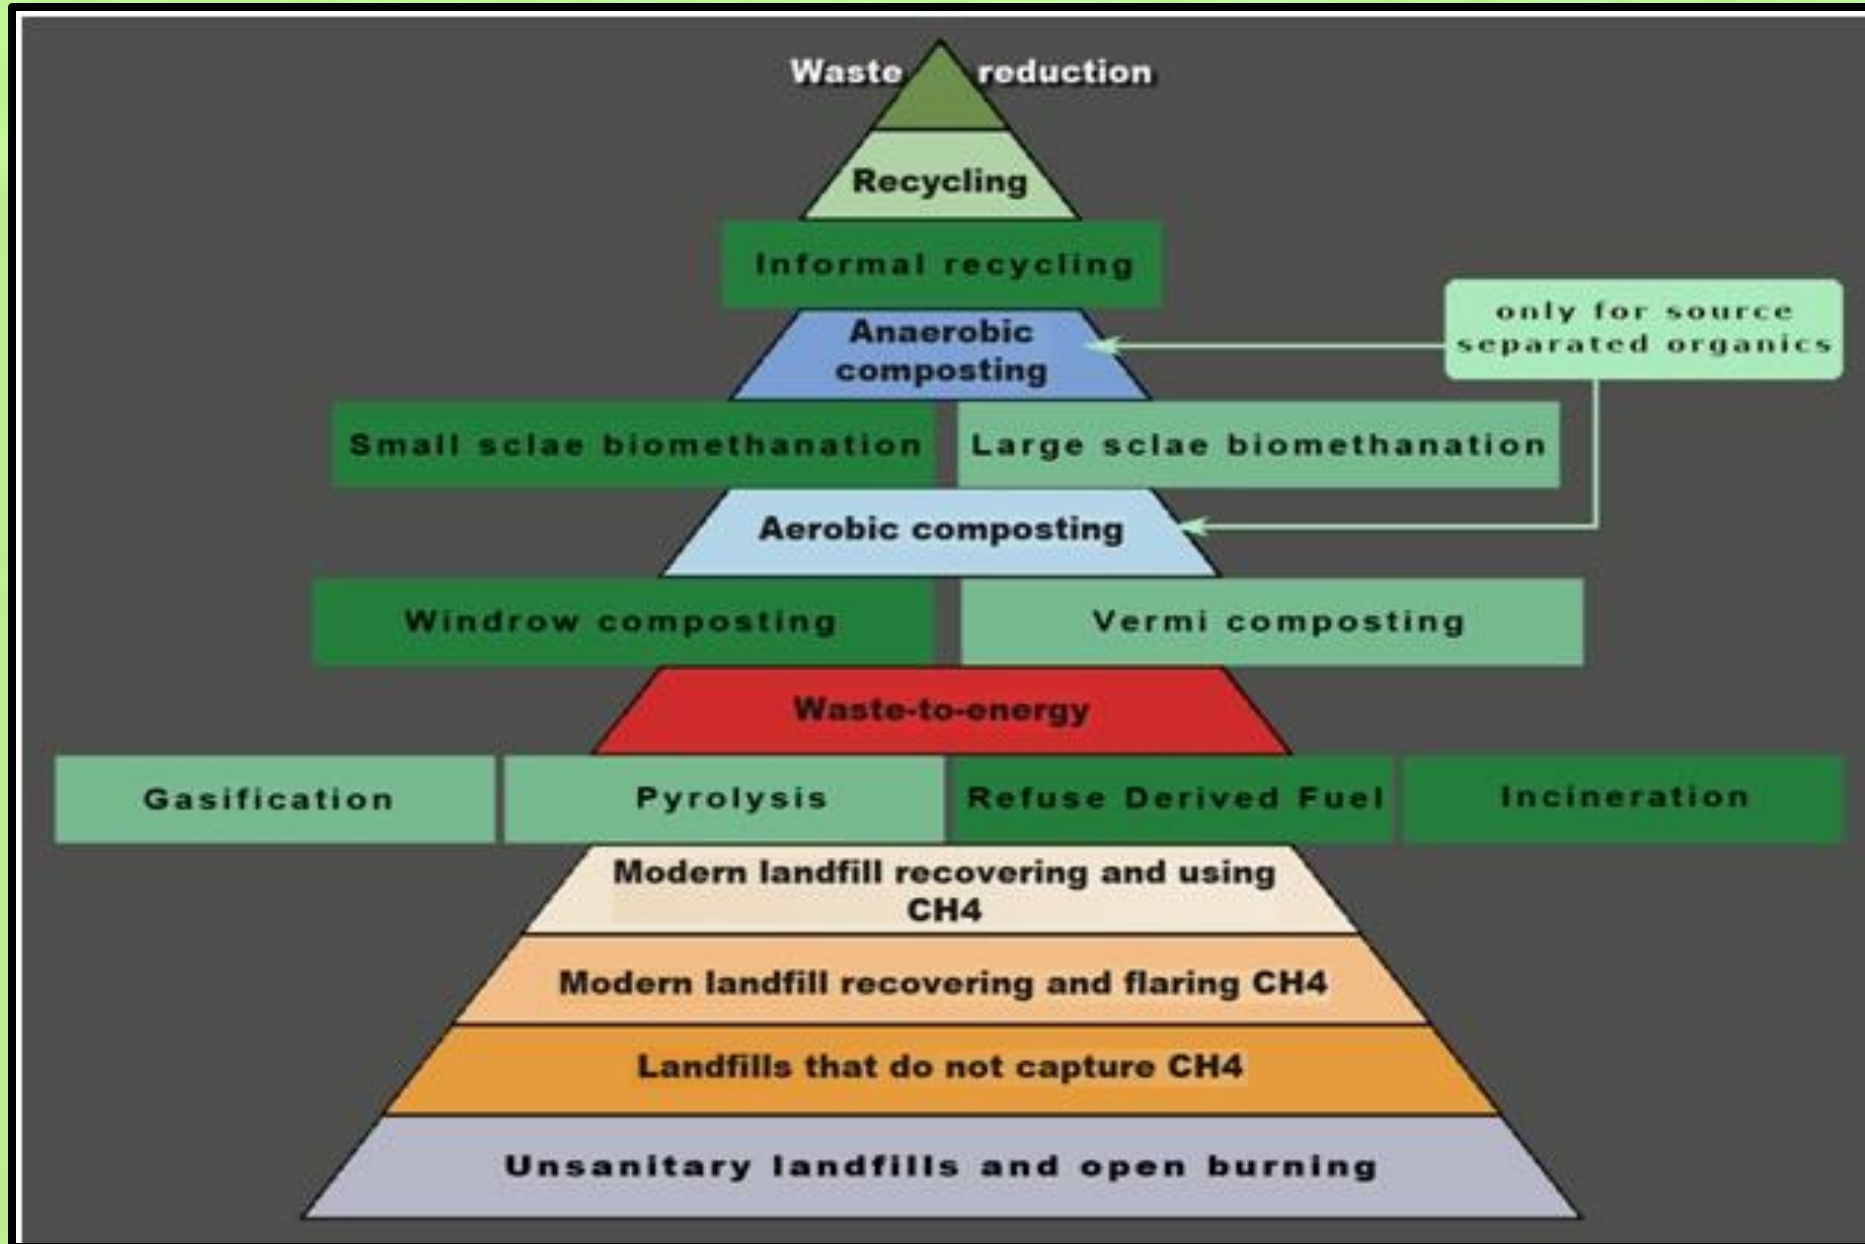 Waste reduction
Recycling
Informal recycling
only for source
separated organics
Anaerobic
composting
Small sclae biomethanation
Large sclae biomethanation
Aerobic composting
Windrow composting
Vermi composting
Waste-to-energy
Gasification
Pyrolysis
Refuse Derived Fuel
Incineration
Modern landfill recovering and using
CH4
Modern landfill recovering and flaring CH4
Landfills that do not capture CH4
Unsanitary landfills and open burning